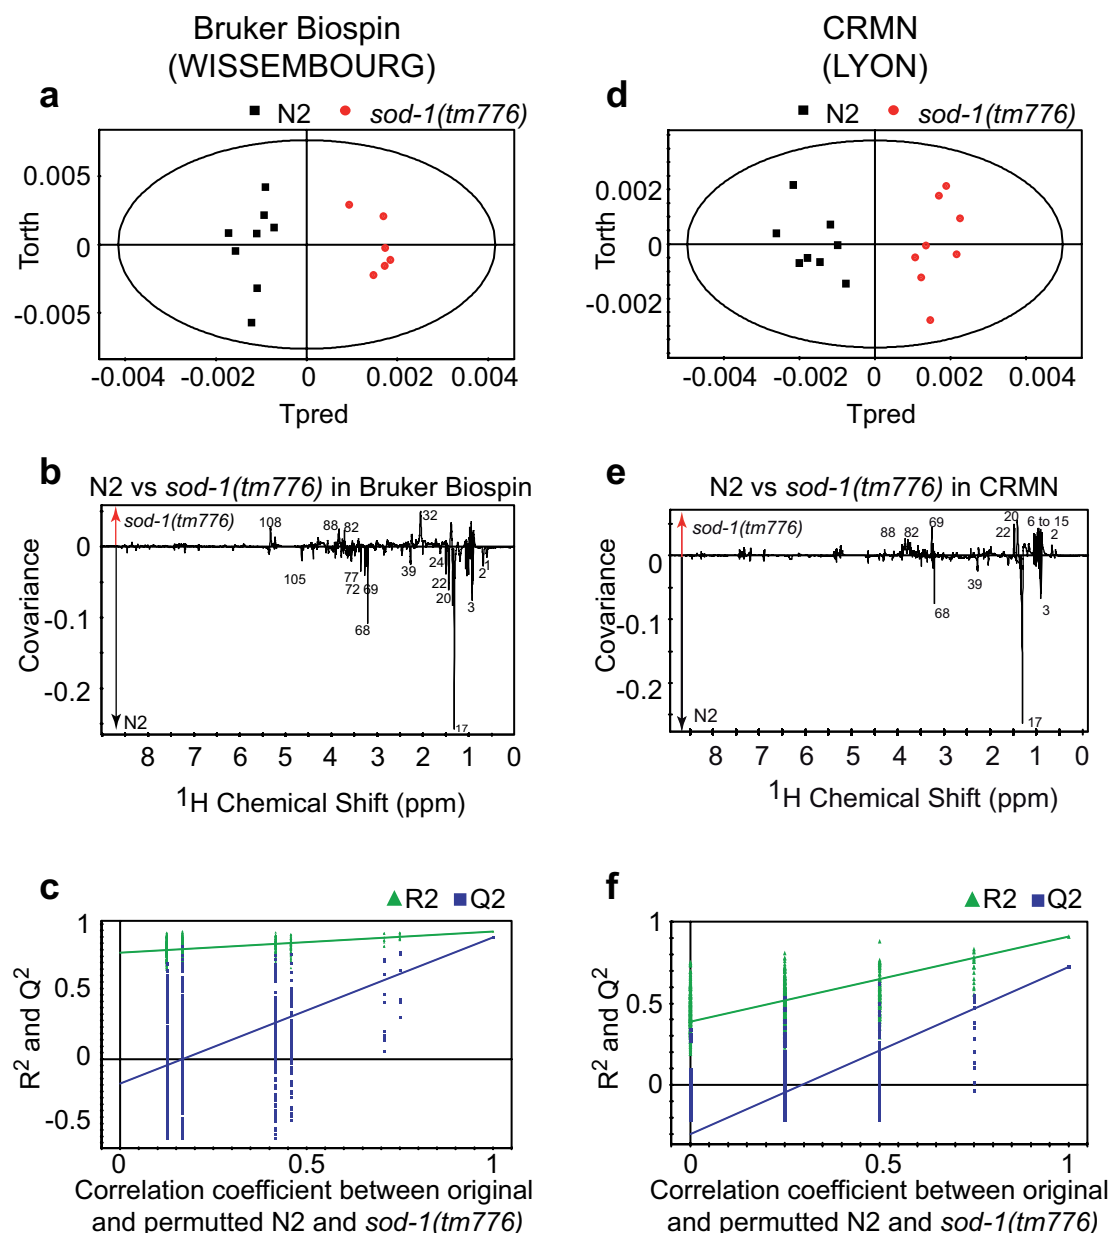 Bruker Biospin
(WISSEMBOURG)
CRMN
(LYON)
a
N2 sod-1(tm776)
0.005
0
-0.005
Torth
-0.004 -0.002 0 0.002 0.004
Tpred
d
N2 sod-1(tm776)
0.002
0
-0.002
Torth
-0.004 -0.002 0 0.002 0.004
Tpred
b
N2 vs sod-1(tm776) in Bruker Biospin
sod-1(tm776)
108 88 82 32
105 77 72 69 68 39 24 22 20 17 3 2 1
0
-0.1
-0.2
Covariance
N2
8 7 6 5 4 3 2 1 0
1H Chemical Shift (ppm)
e
N2 vs sod-1(tm776) in CRMN
sod-1(tm776)
88 82 69 20 22 6 to 15 2
68 39 17 3
0
-0.1
-0.2
Covariance
N2
8 7 6 5 4 3 2 1 0
1H Chemical Shift (ppm)
c
R2 Q2
1
0.5
0
-0.5
R2 and Q2
0 0.5 1
Correlation coefficient between original
and permutted N2 and sod-1(tm776)
f
R2 Q2
1
0.5
0
R2 and Q2
0 0.5 1
Correlation coefficient between original
and permutted N2 and sod-1(tm776)